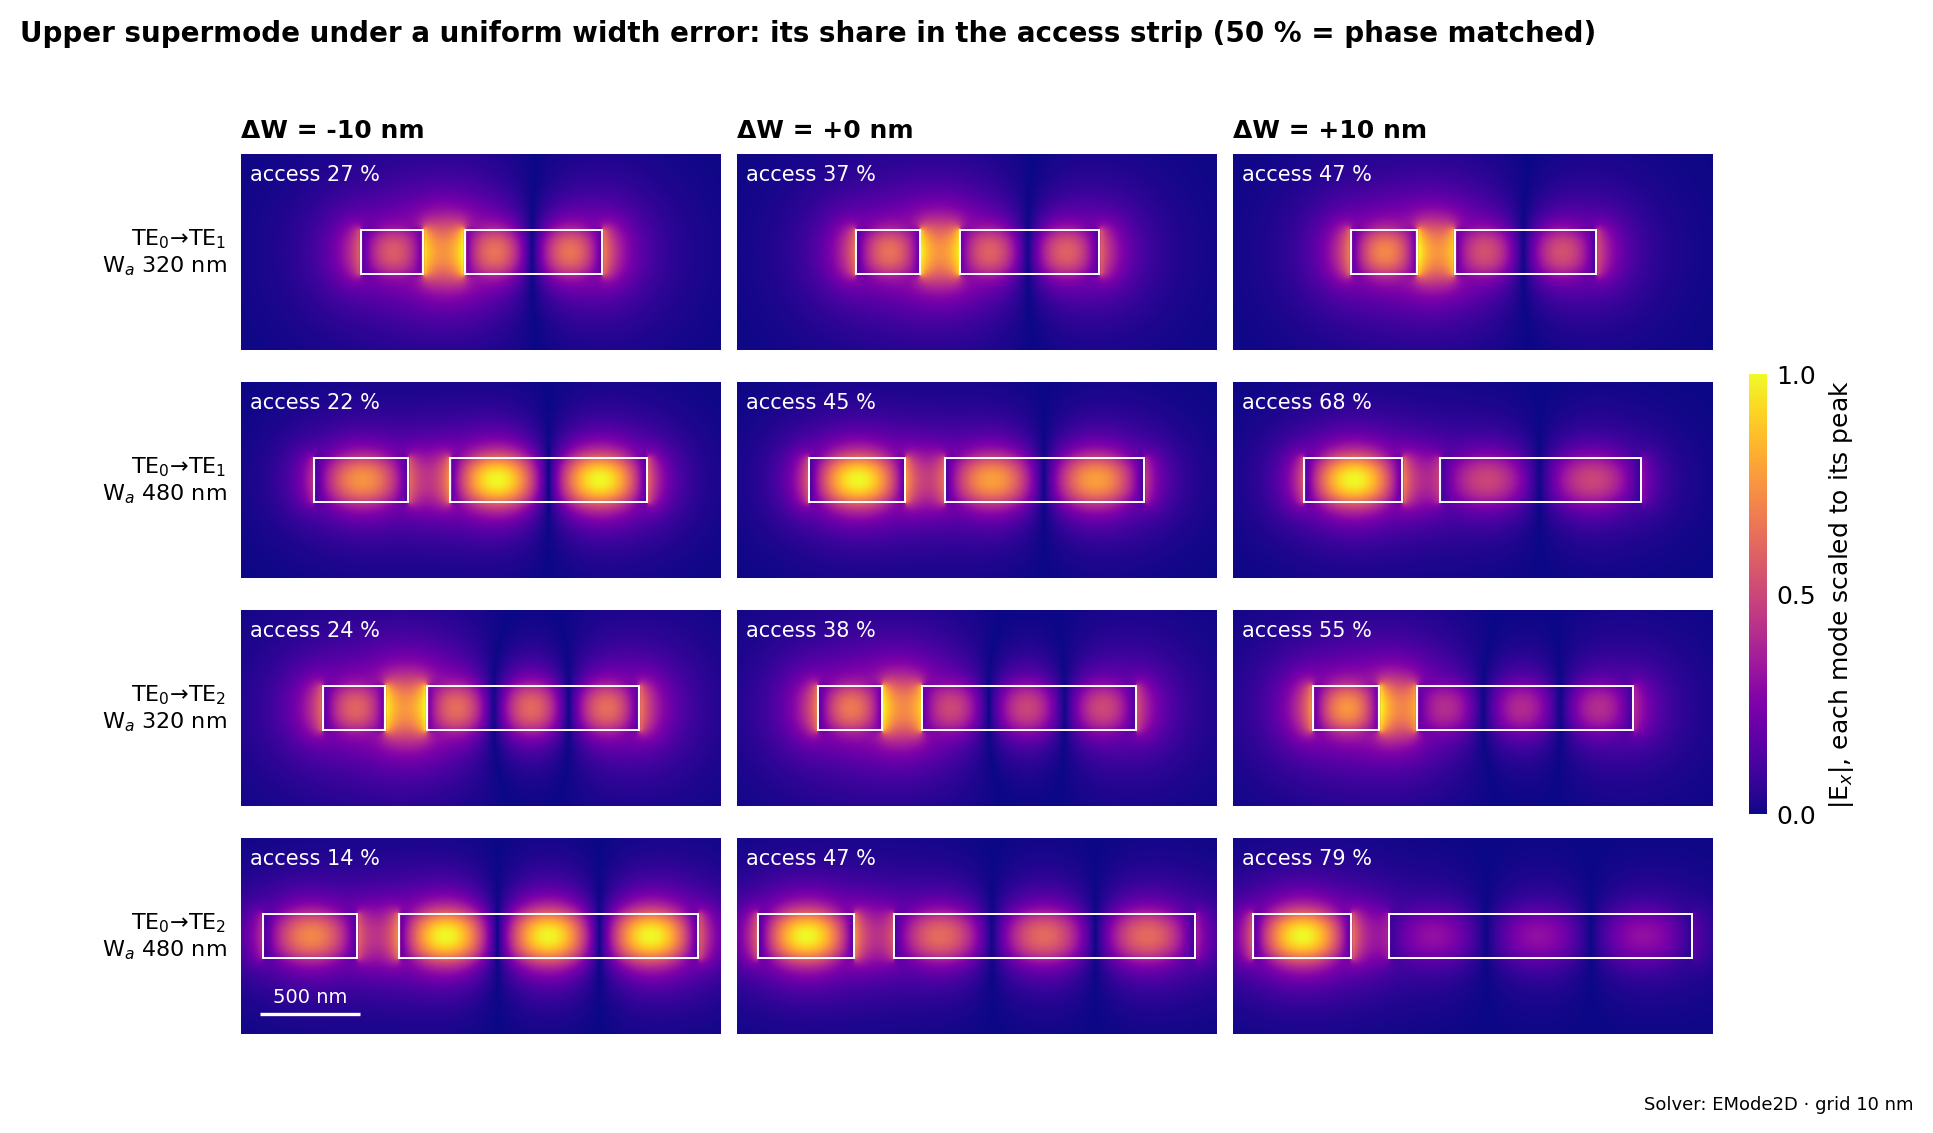 Upper supermode under a uniform width error: its share in the access strip (50 % = phase matched)
ΔW = -10 nm
ΔW = +0 nm
ΔW = +10 nm
TE₀→TE₁
Wₐ 320 nm
access 27 %
access 37 %
access 47 %
TE₀→TE₁
Wₐ 480 nm
access 22 %
access 45 %
access 68 %
TE₀→TE₂
Wₐ 320 nm
access 24 %
access 38 %
access 55 %
TE₀→TE₂
Wₐ 480 nm
access 14 %
500 nm
access 47 %
access 79 %
1.0
0.5
0.0
|Eₓ|, each mode scaled to its peak
Solver: EMode2D · grid 10 nm